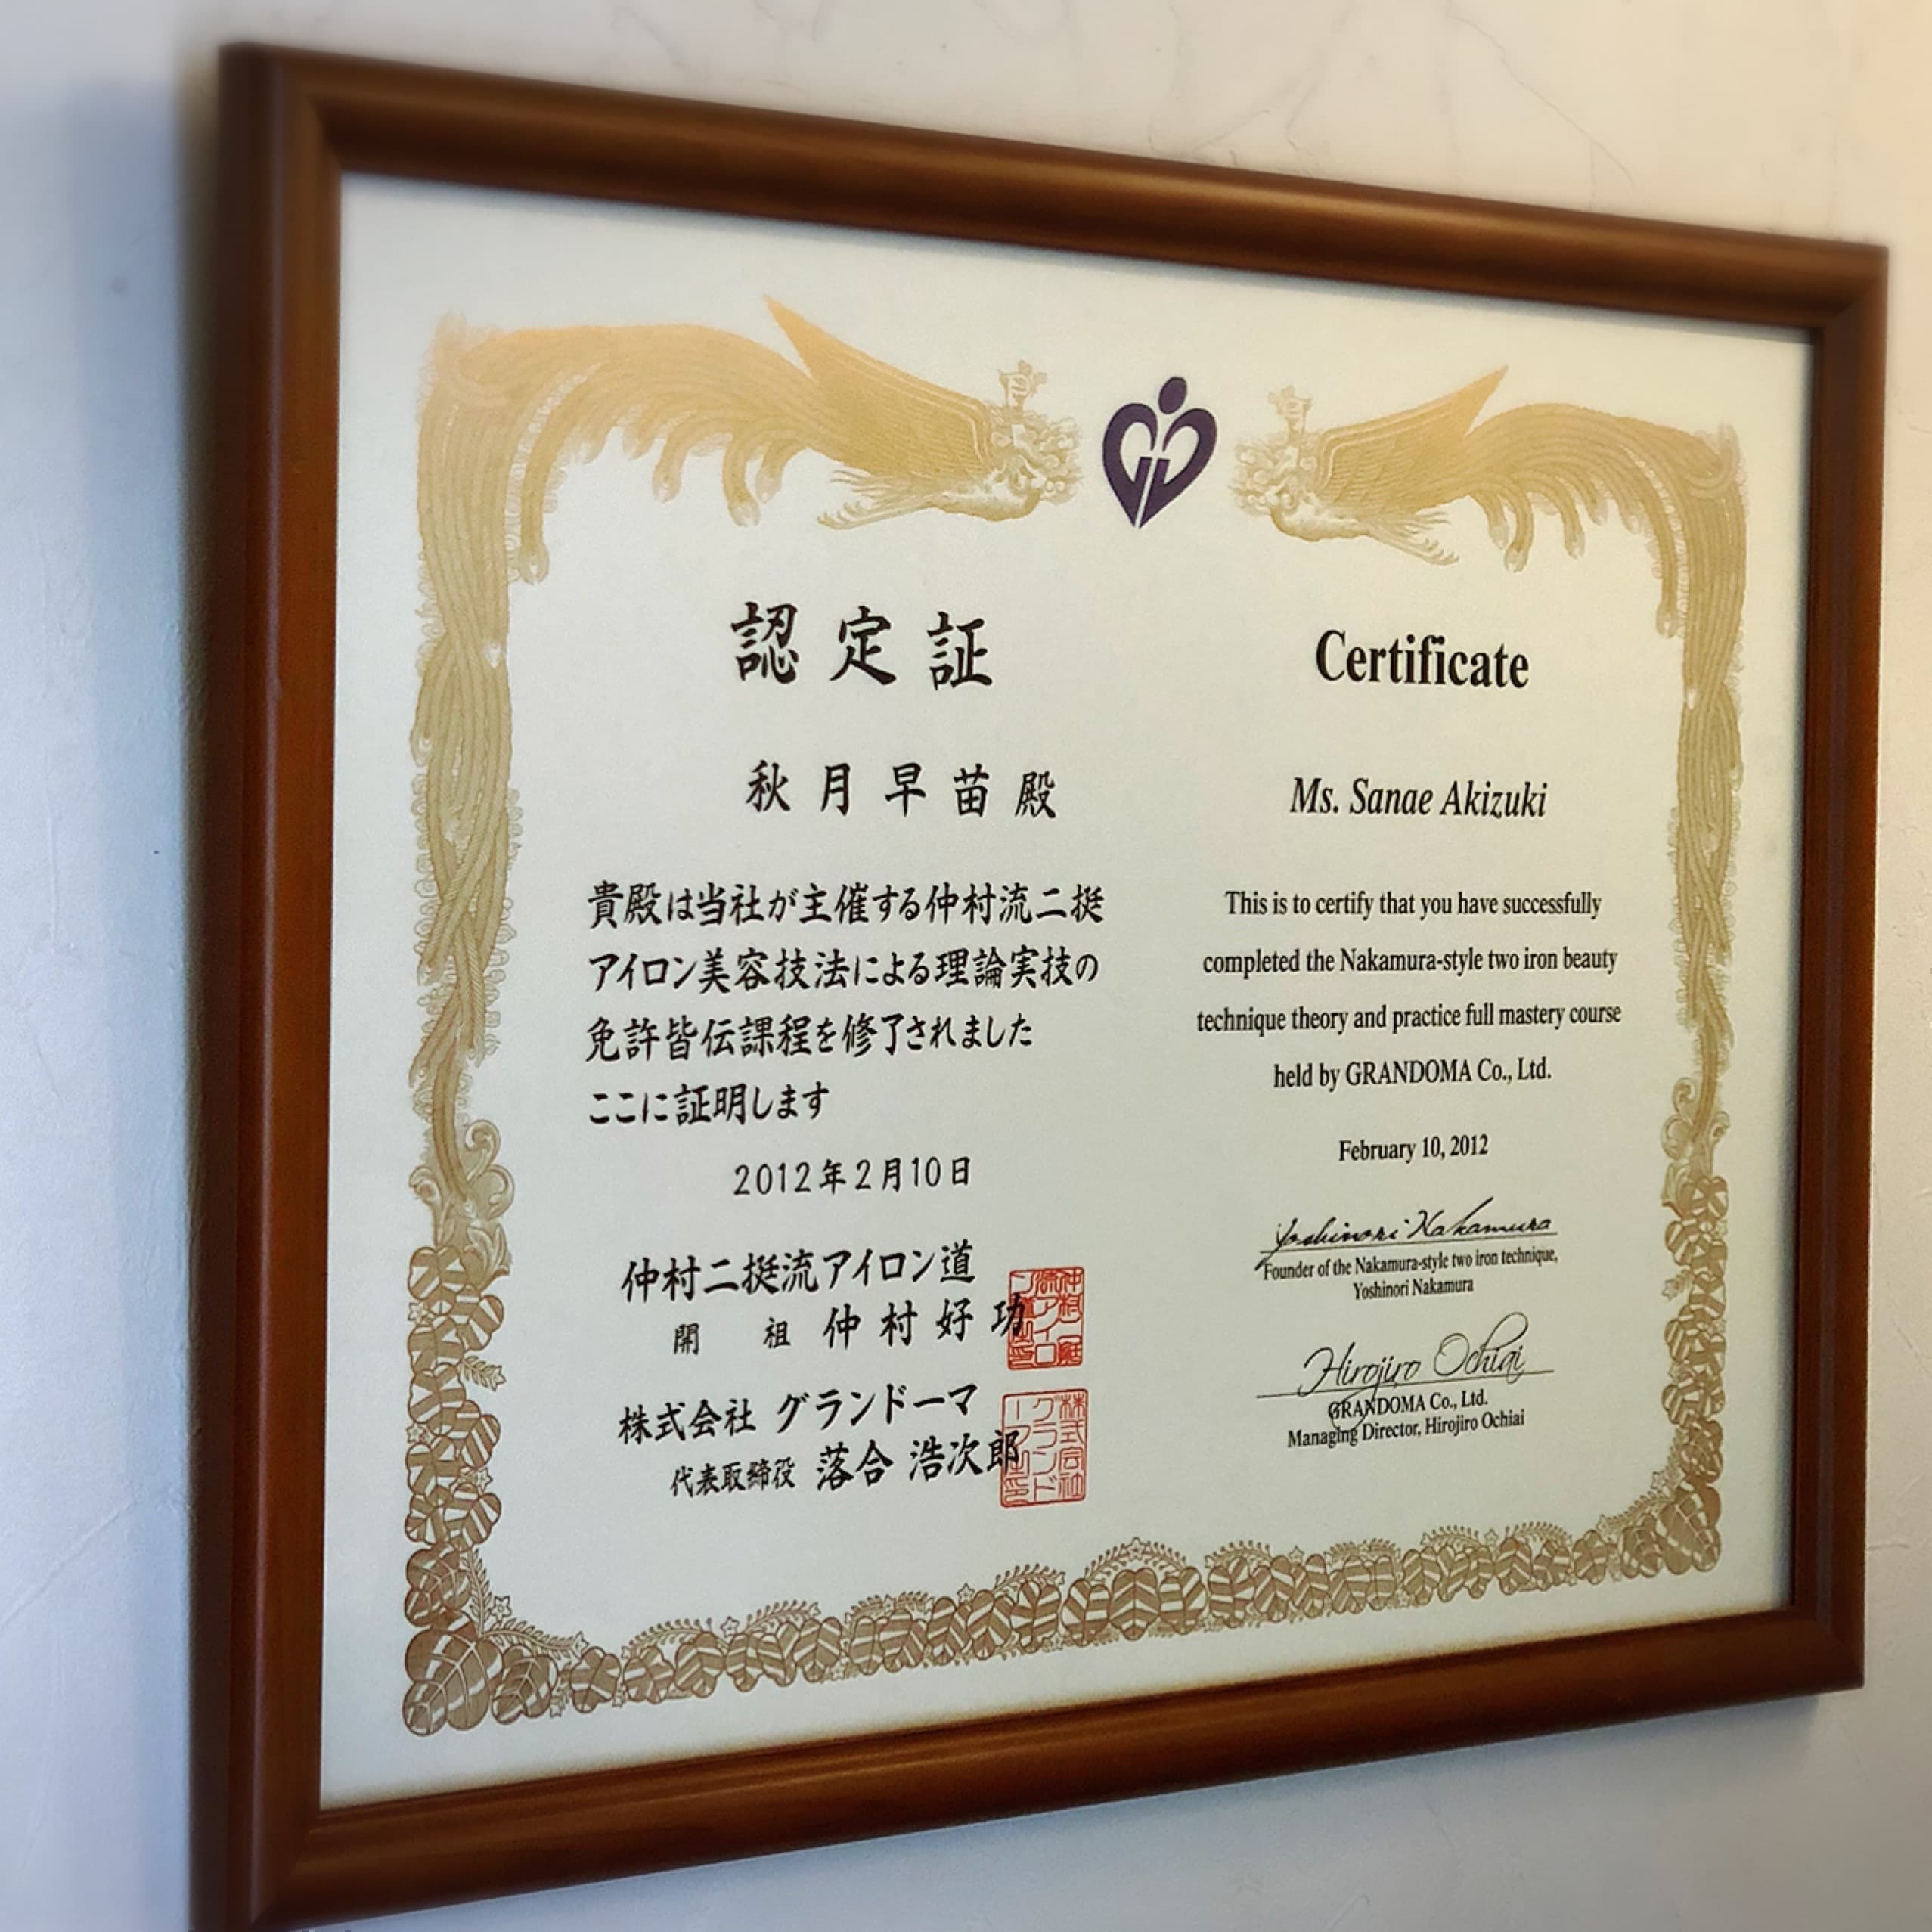 認定証
秋月早苗殿
貴殿は当社が主催する仲村流二挺
アイロン美容技法による理論実技の
免許皆伝課程を修了されました
ここに証明します
2012年2月10日
仲村二挺流アイロン道
開 祖 仲村好功
株式会社 グランドーマ
代表取締役 落合 浩次郎
Certificate
Ms. Sanae Akizuki
This is to certify that you have successfully
completed the Nakamura-style two iron beauty
technique theory and practice full mastery course
held by GRANDOMA Co., Ltd.
February 10, 2012
Yoshinori Nakamura
Founder of the Nakamura-style two iron technique,
Yoshinori Nakamura
Hirojiro Ochiai
GRANDOMA Co., Ltd.
Managing Director, Hirojiro Ochiai